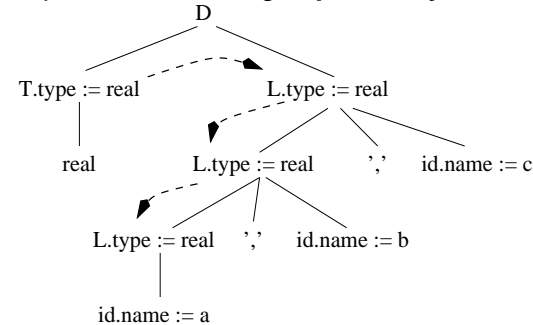 D
T.type := real L.type := real
real L.type := real ',' id.name := c
L.type := real ',' id.name := b
id.name := a